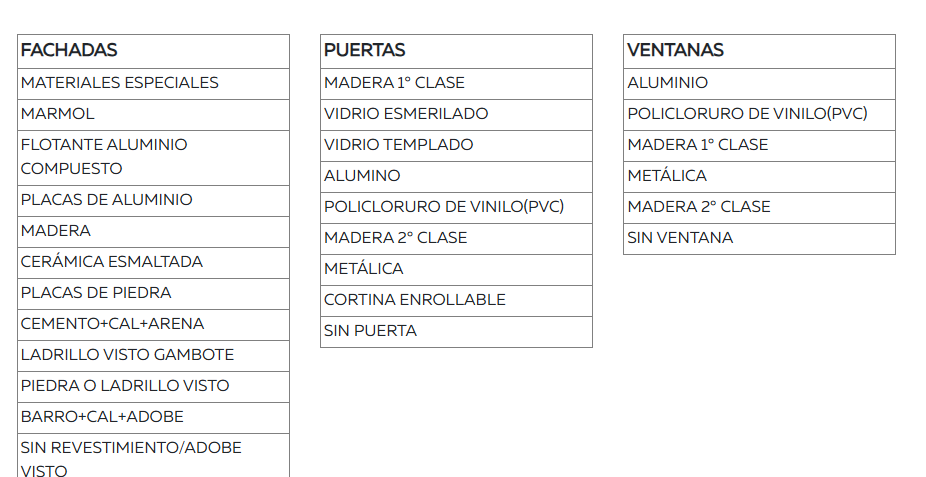 FACHADAS
MATERIALES ESPECIALES
MARMOL
FLOTANTE ALUMINIO
COMPUESTO
PLACAS DE ALUMINIO
MADERA
CERÁMICA ESMALTADA
PLACAS DE PIEDRA
CEMENTO+CAL+ARENA
LADRILLO VISTO GAMBOTE
PIEDRA O LADRILLO VISTO
BARRO+CAL+ADOBE
SIN REVESTIMIENTO/ADOBE
VISTO
PUERTAS
MADERA 1° CLASE
VIDRIO ESMERILADO
VIDRIO TEMPLADO
ALUMINO
POLICLORURO DE VINILO(PVC)
MADERA 2° CLASE
METÁLICA
CORTINA ENROLLABLE
SIN PUERTA
VENTANAS
ALUMINIO
POLICLORURO DE VINILO(PVC)
MADERA 1° CLASE
METÁLICA
MADERA 2° CLASE
SIN VENTANA